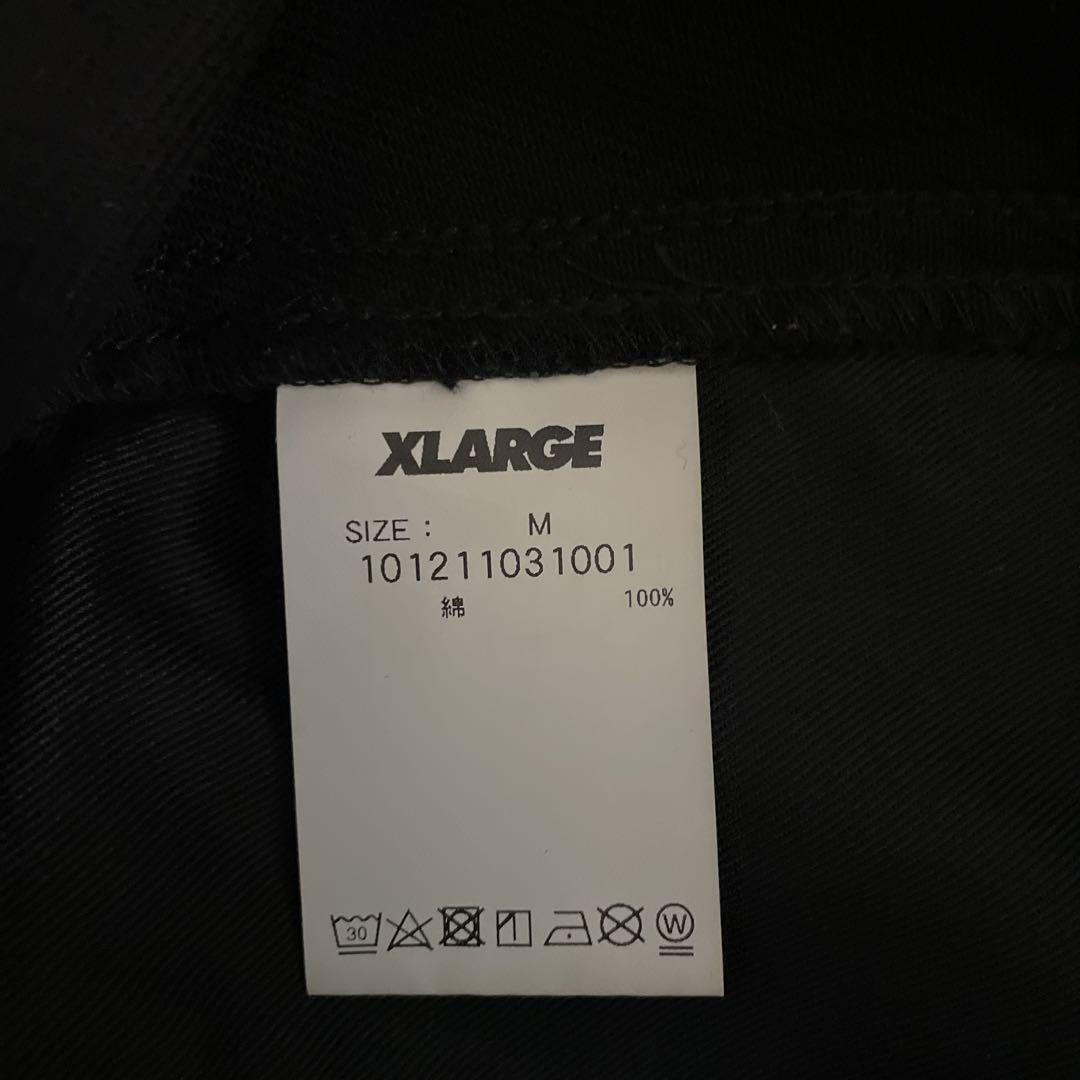 XLARGE
SIZE : M
101211031001
綿 100%
30 W